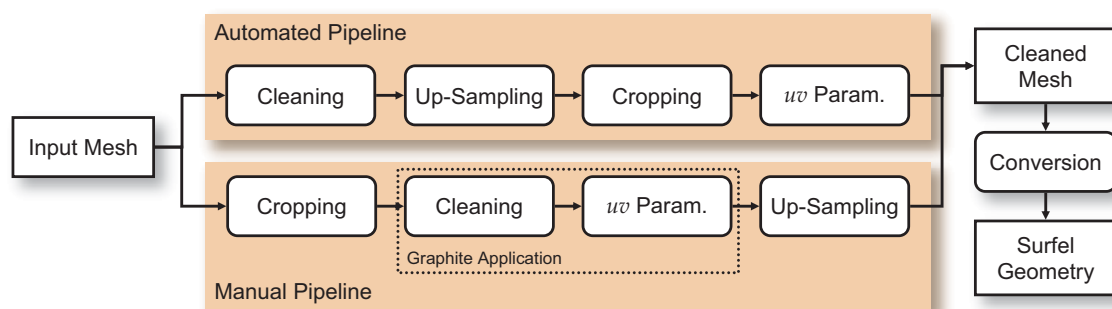 Automated Pipeline
Cleaning
Up-Sampling
Cropping
uv Param.
Input Mesh
Cropping
Cleaning
uv Param.
Up-Sampling
Graphite Application
Manual Pipeline
Cleaned
Mesh
Conversion
Surfel
Geometry